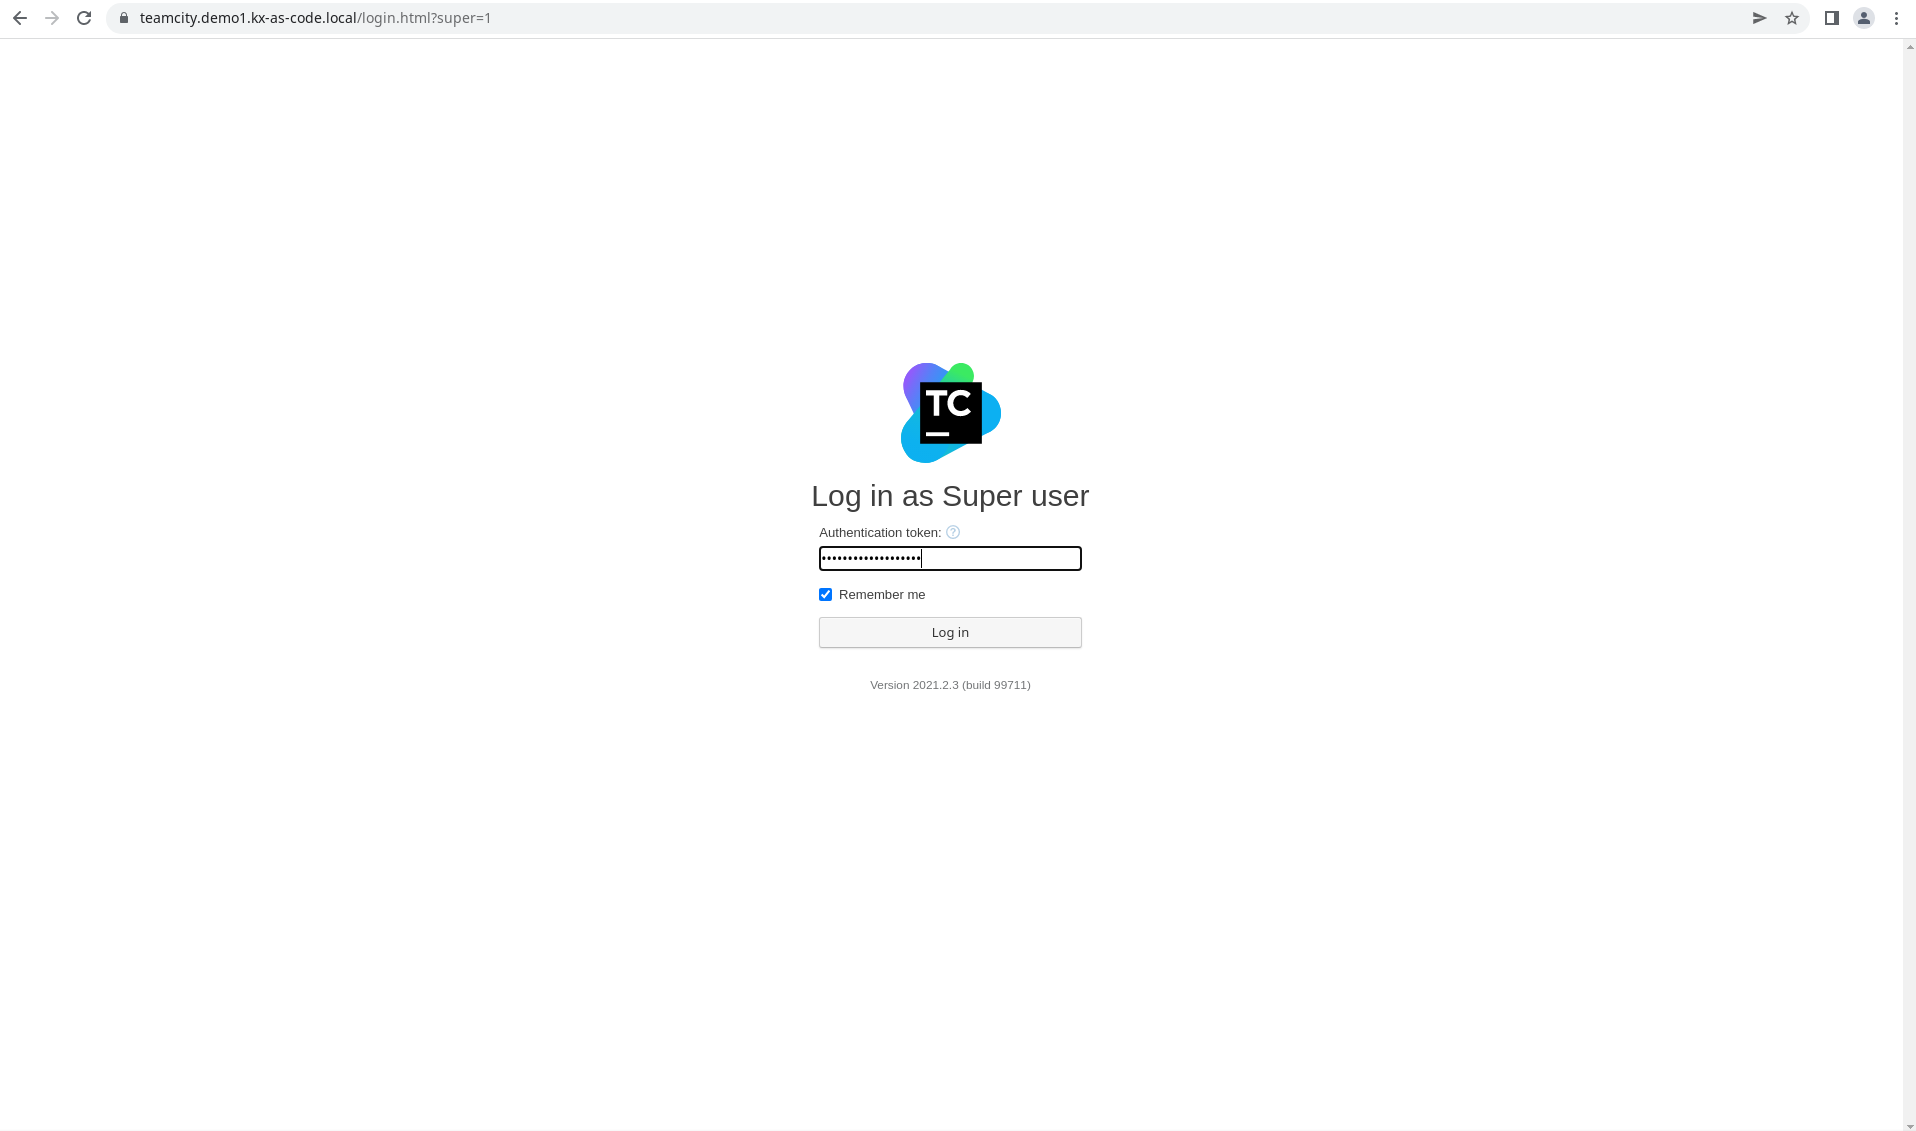 teamcity.demo1.kx-as-code.local/login.html?super=1
TC
Log in as Super user
Authentication token: ?
•••••••••••••••••••
Remember me
Log in
Version 2021.2.3 (build 99711)